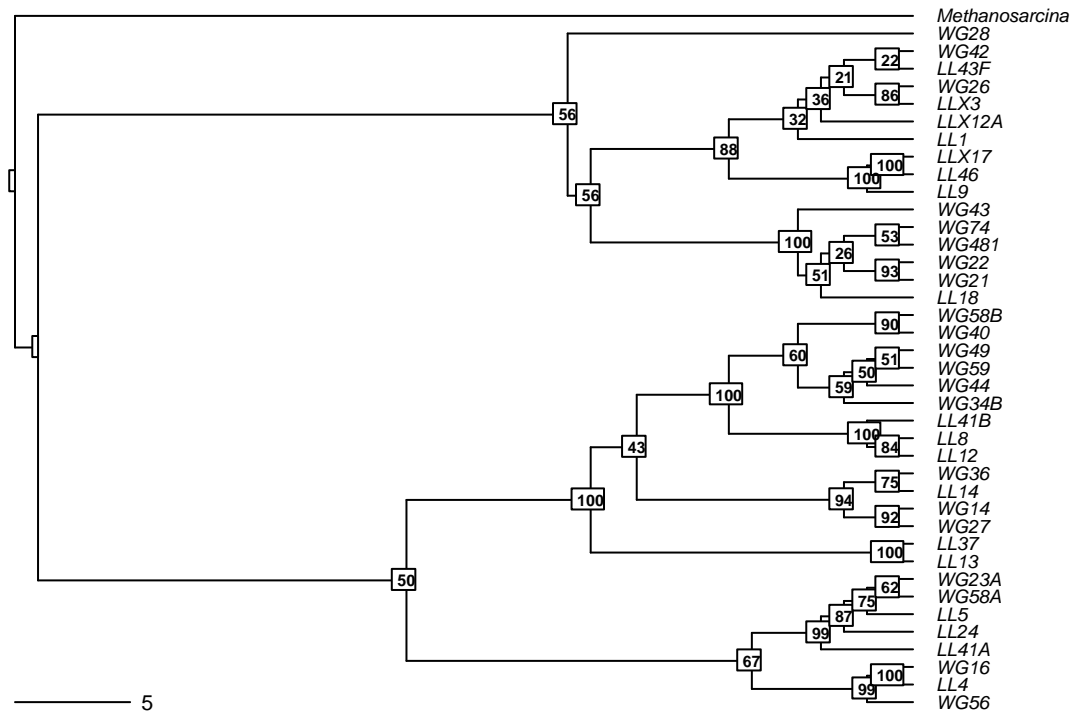 Methanosarcina
WG28
WG42
22
LL43F
21
WG26
36
86
LLX3
32
LLX12A
56
LL1
88
LLX17
100
LL46
100
LL9
56
WG43
WG74
53
WG481
100
26
WG22
51
93
WG21
LL18
WG58B
90
WG40
WG49
60
51
WG59
50
WG44
59
100
WG34B
LL41B
100
LL8
43
84
LL12
WG36
75
LL14
100
94
WG14
92
WG27
LL37
100
LL13
WG23A
50
62
WG58A
75
LL5
87
LL24
99
LL41A
67
WG16
100
LL4
99
WG56
5